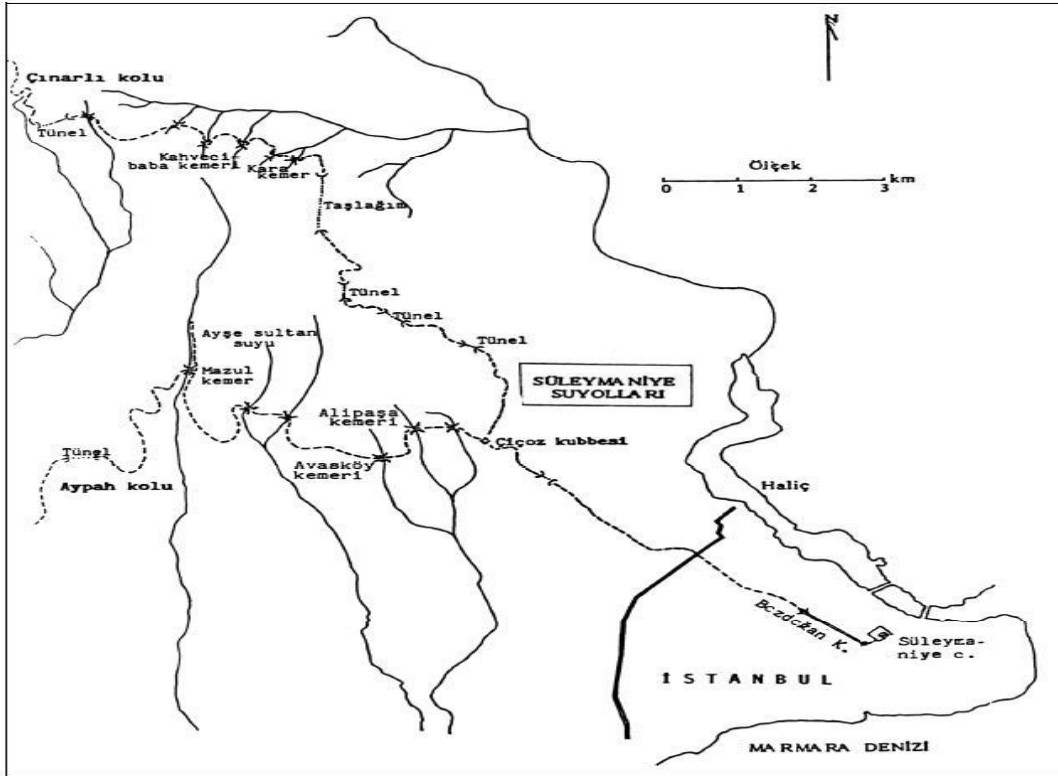 N
Çınarlı kolu
Tünel
Kahveci-
baba kemeri
Kara
kemer
Ölçek
km
0 1 2 3
Taşlağım
Tünel
Tünel
Tünel
Ayşe sultan
suyu
Mazul
kemer
SÜLEYMANİYE
SUYOLLARI
Alipaşa
kemeri
Çiçoz kubbesi
Tünel
Avasköy
kemeri
Aypah kolu
Haliç
Bozdoğan K.
Süleyma-
niye c.
İSTANBUL
MARMARA DENİZİ